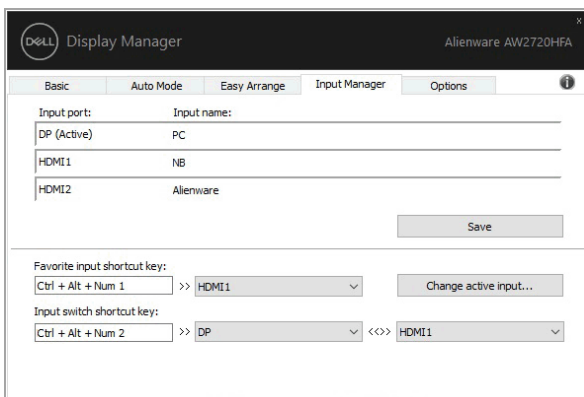 DELL Display Manager Alienware AW2720HFA
x
Basic Auto Mode Easy Arrange Input Manager Options i
Input port: Input name:
DP (Active) PC
HDMI1 NB
HDMI2 Alienware
Save
Favorite input shortcut key:
Ctrl + Alt + Num 1 >> HDMI1 Change active input...
Input switch shortcut key:
Ctrl + Alt + Num 2 >> DP <<>> HDMI1